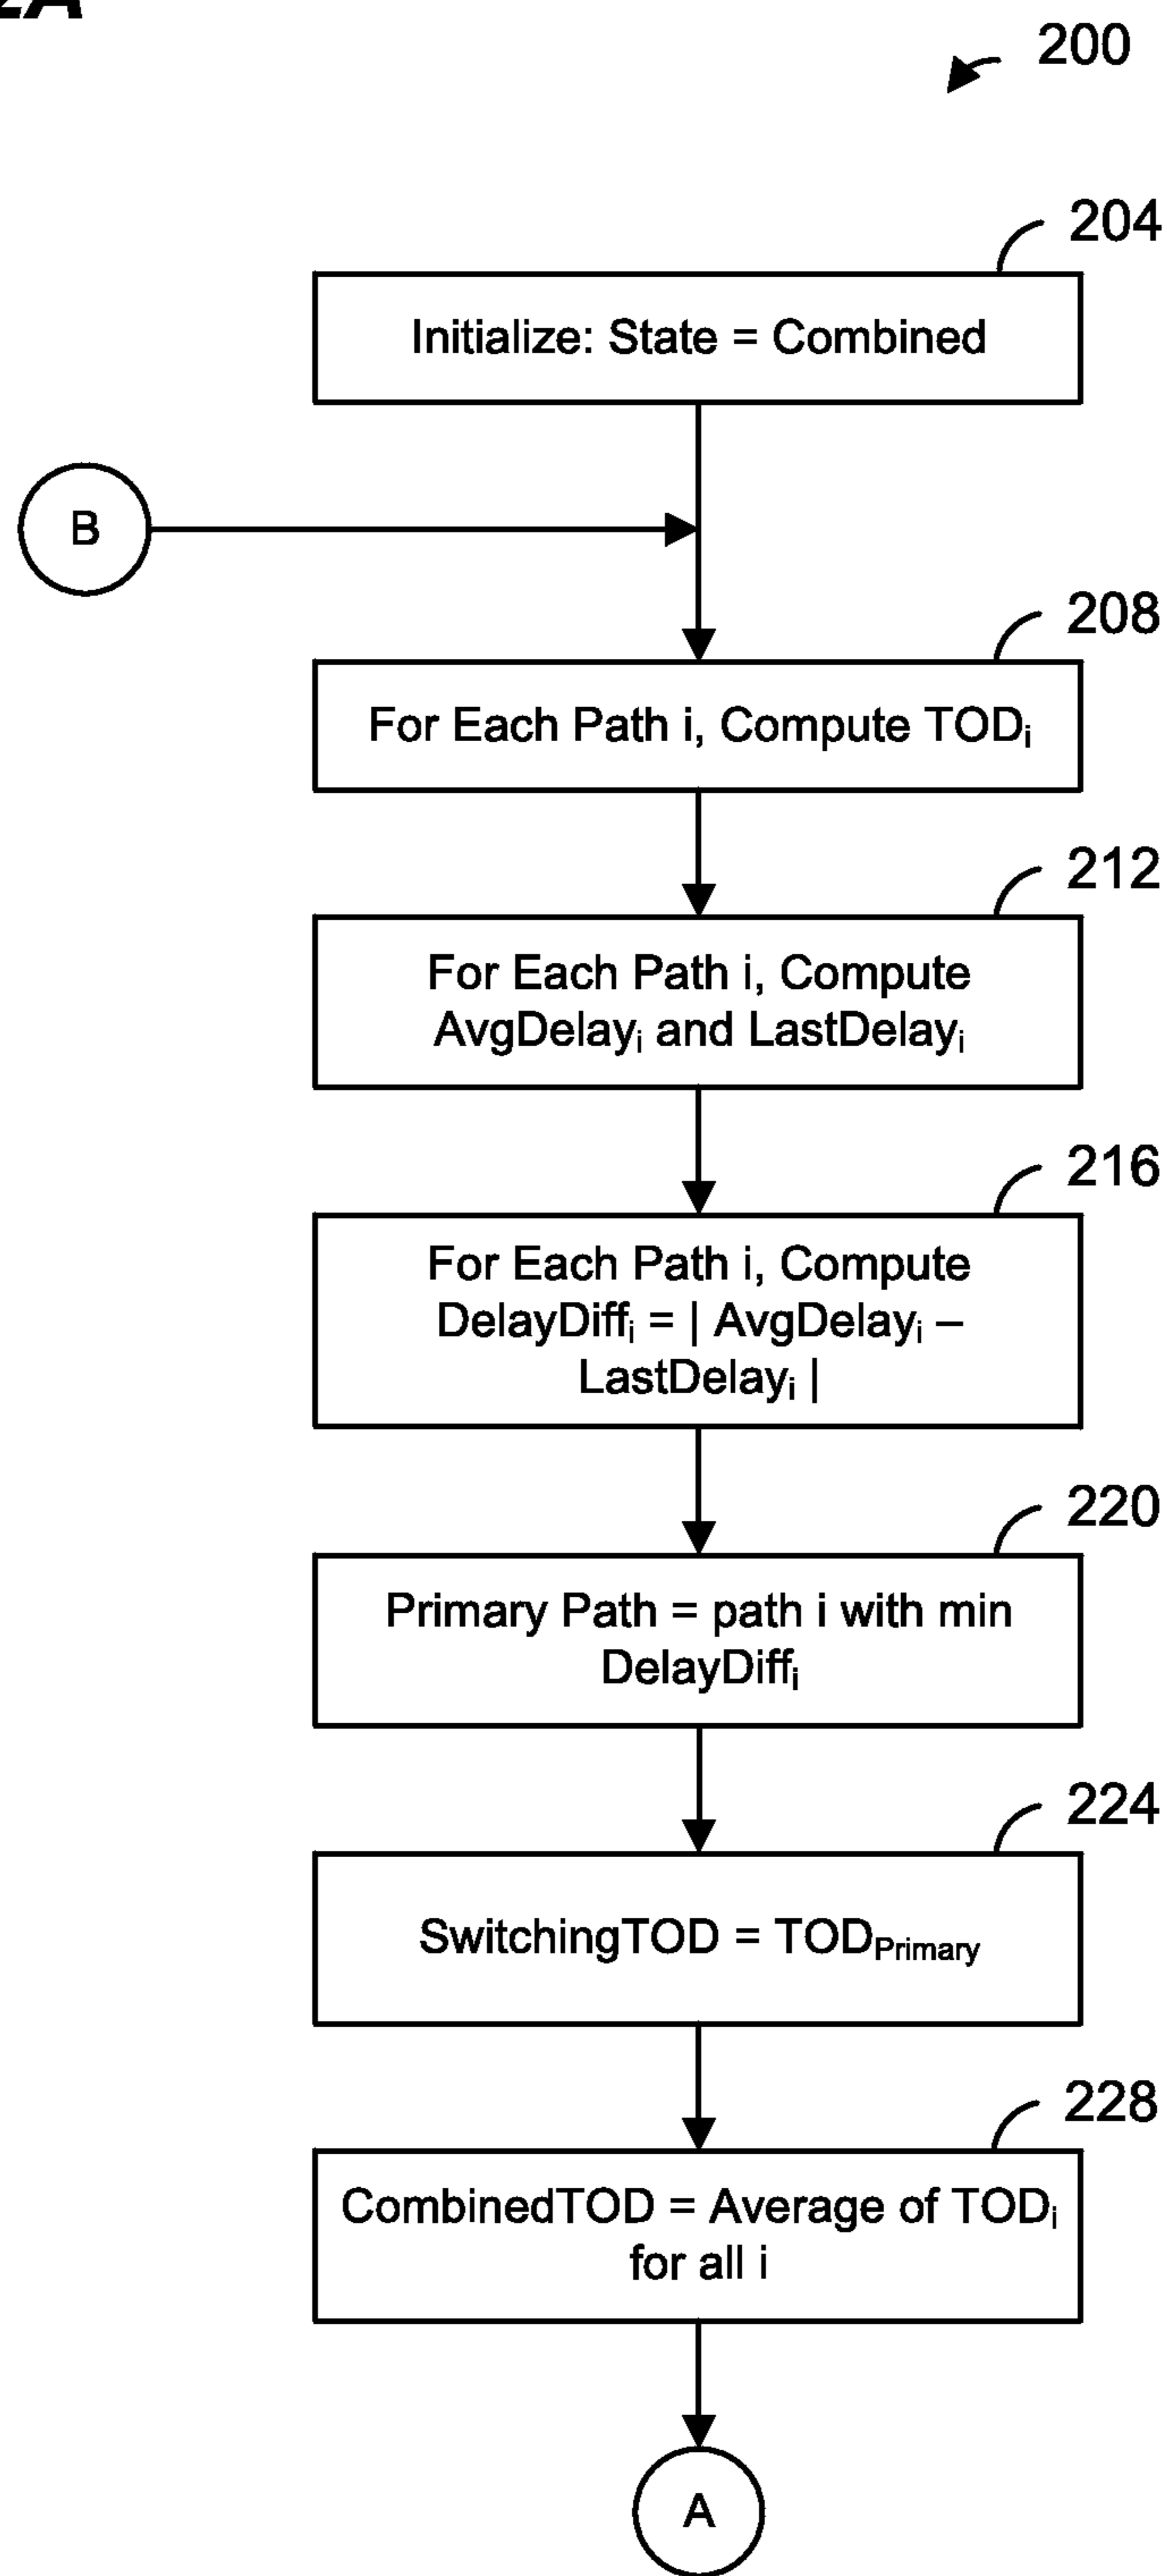 2A
200
204
Initialize: State = Combined
B
208
For Each Path i, Compute TODi
212
For Each Path i, Compute
AvgDelayi and LastDelayi
216
For Each Path i, Compute
DelayDiffi = | AvgDelayi –
LastDelayi |
220
Primary Path = path i with min
DelayDiffi
224
SwitchingTOD = TODPrimary
228
CombinedTOD = Average of TODi
for all i
A